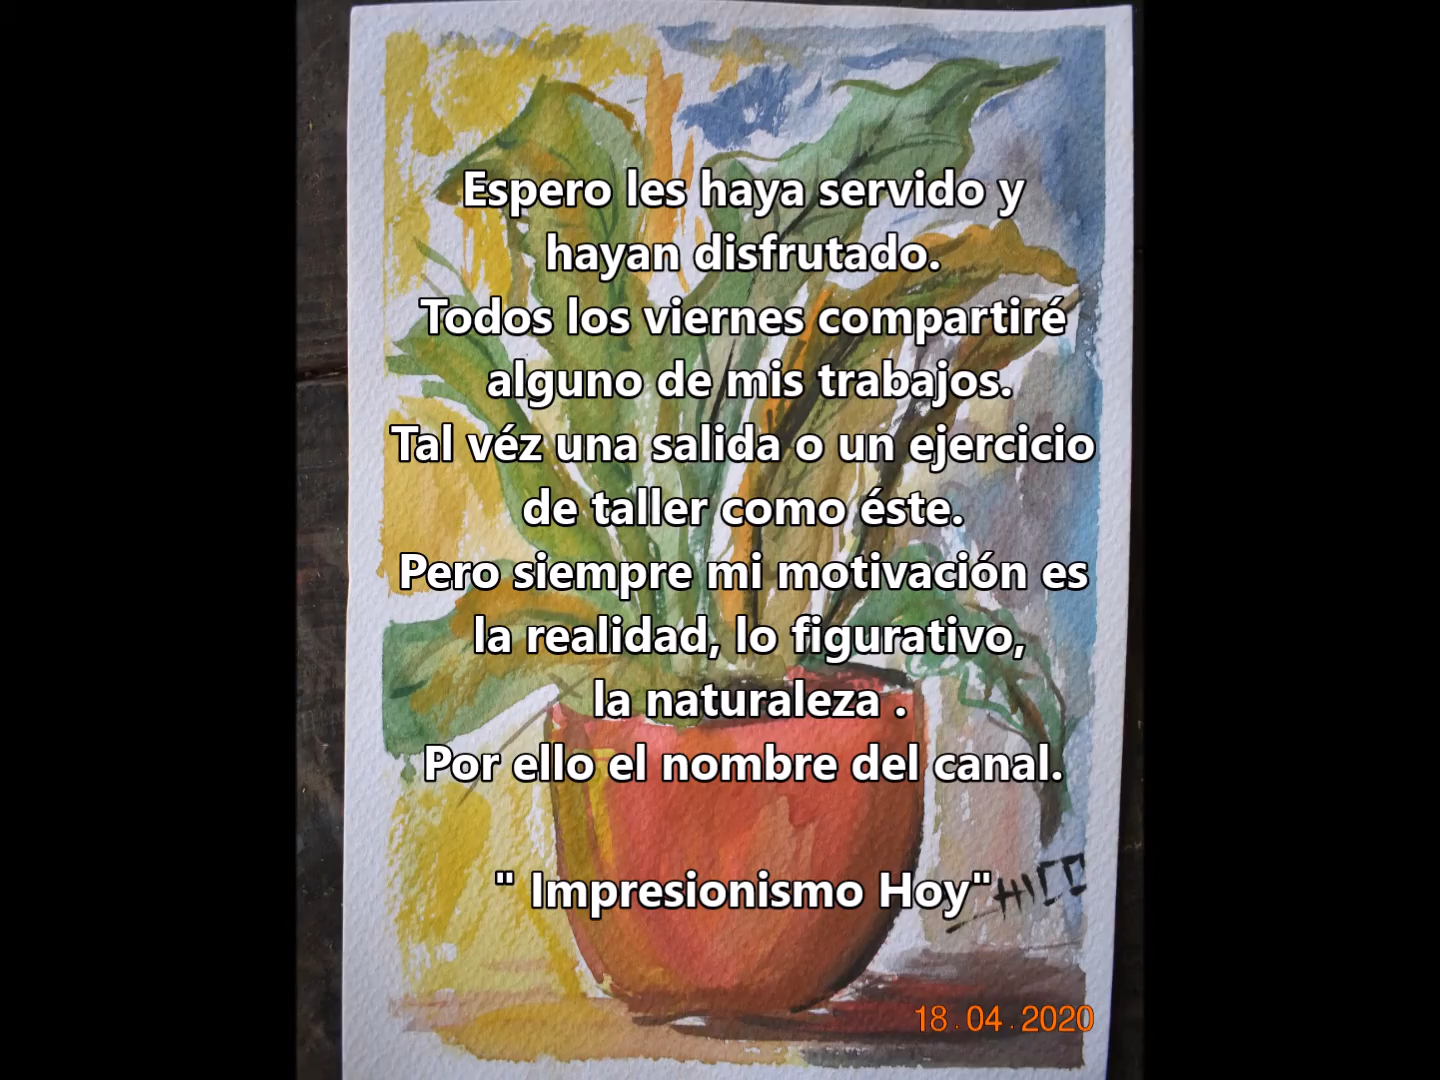 Espero les haya servido y
hayan disfrutado.
Todos los viernes compartiré
alguno de mis trabajos.
Tal véz una salida o un ejercicio
de taller como éste.
Pero siempre mi motivación es
la realidad, lo figurativo,
la naturaleza .
Por ello el nombre del canal.
" Impresionismo Hoy"
18.04.2020